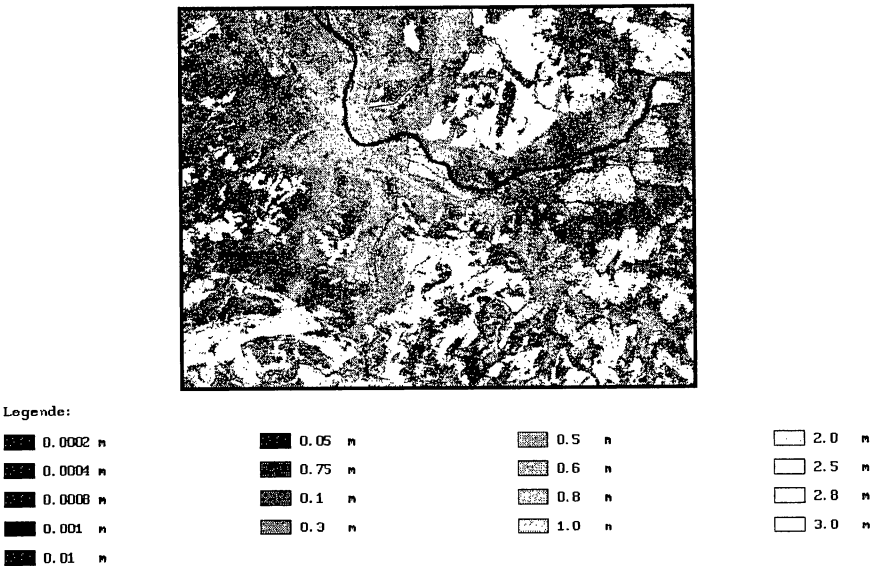 Legende:
0.0002 m
0.0004 m
0.0008 m
0.001 m
0.01 m
0.05 m
0.75 m
0.1 m
0.3 m
0.5 m
0.6 m
0.8 m
1.0 m
2.0 m
2.5 m
2.8 m
3.0 m